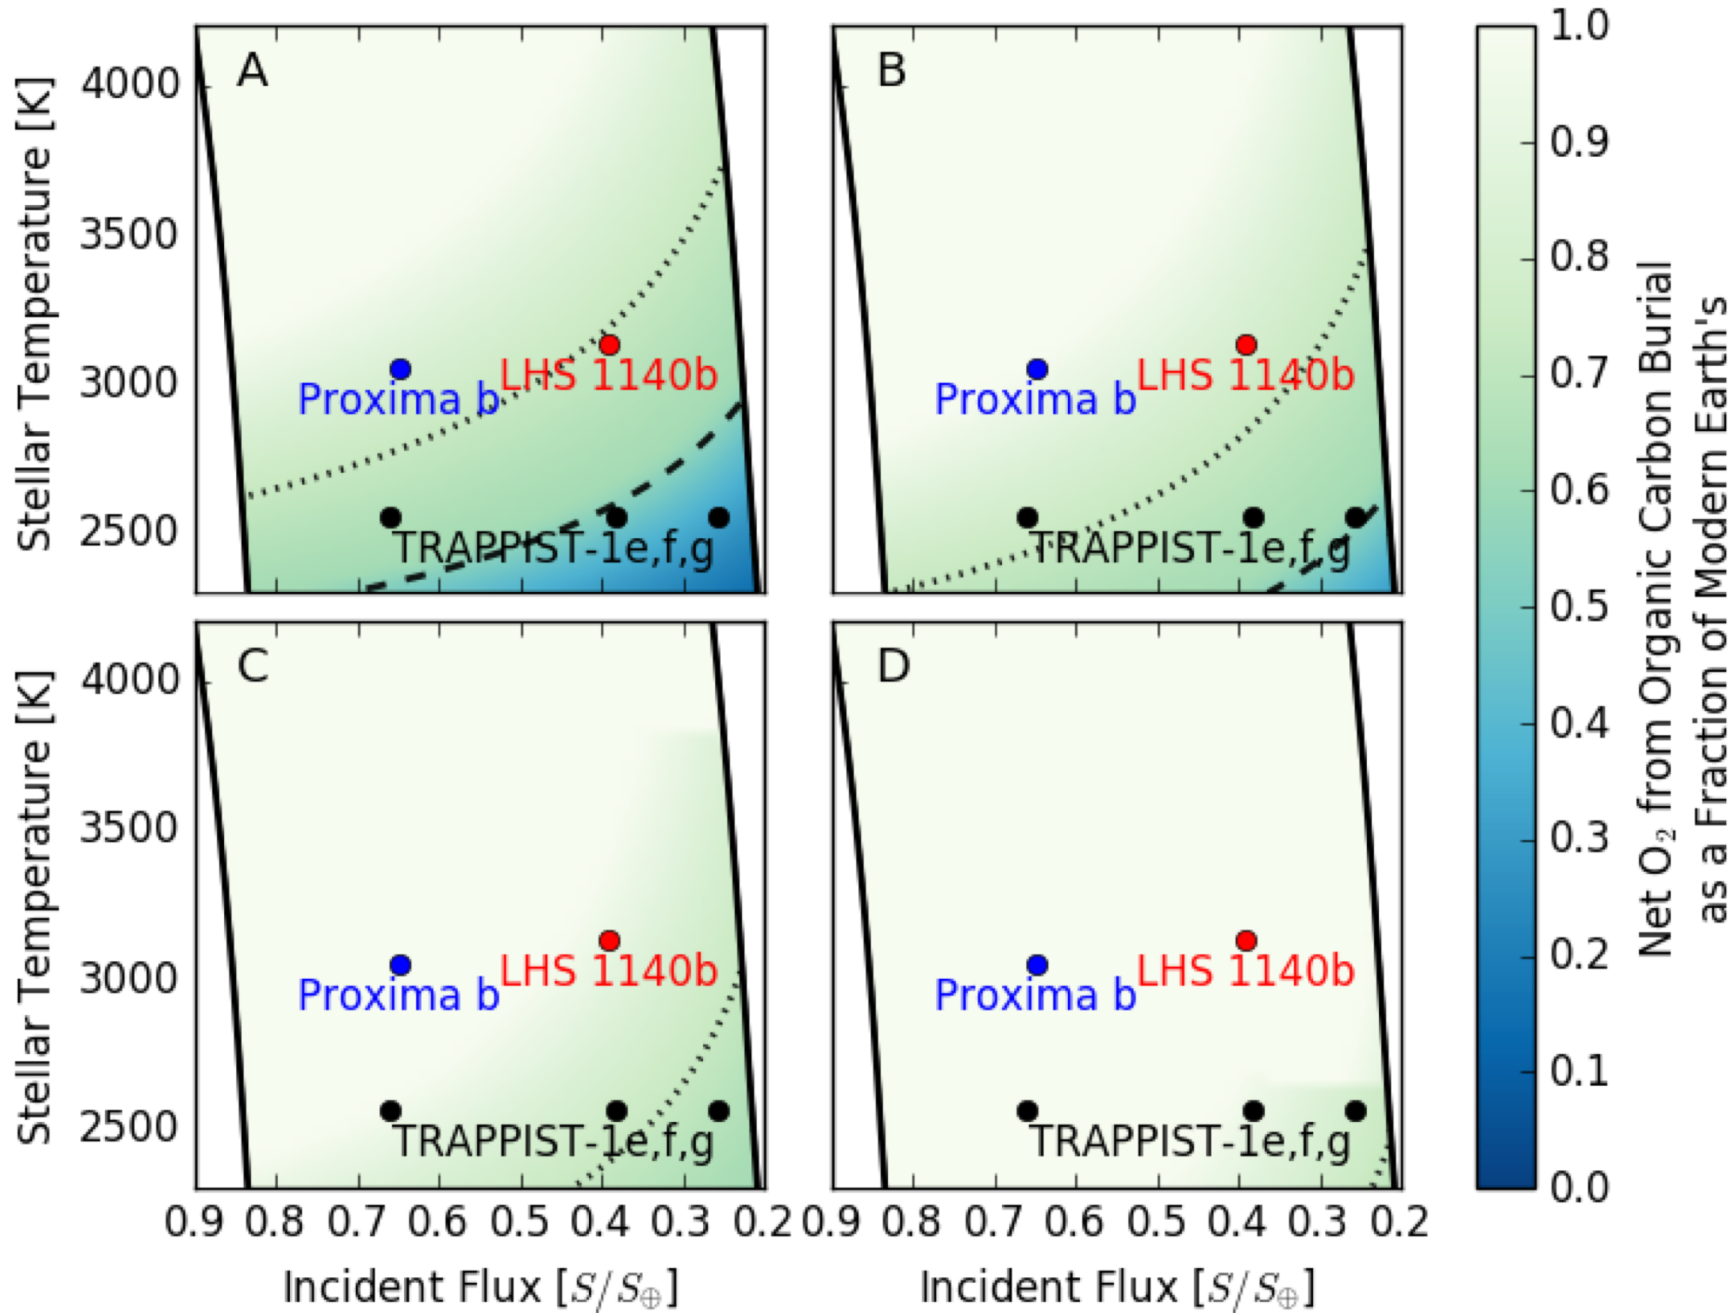 A
B
4000
3500
3000
2500
Stellar Temperature [K]
Proxima b
LHS 1140b
TRAPPIST-1e,f,g
Proxima b
LHS 1140b
TRAPPIST-1e,f,g
C
D
4000
3500
3000
2500
Stellar Temperature [K]
Proxima b
LHS 1140b
TRAPPIST-1e,f,g
Proxima b
LHS 1140b
TRAPPIST-1e,f,g
0.9 0.8 0.7 0.6 0.5 0.4 0.3 0.2
0.9 0.8 0.7 0.6 0.5 0.4 0.3 0.2
Incident Flux [S/S⊕]
Incident Flux [S/S⊕]
1.0
0.9
0.8
0.7
0.6
0.5
0.4
0.3
0.2
0.1
0.0
Net O₂ from Organic Carbon Burial
as a Fraction of Modern Earth's